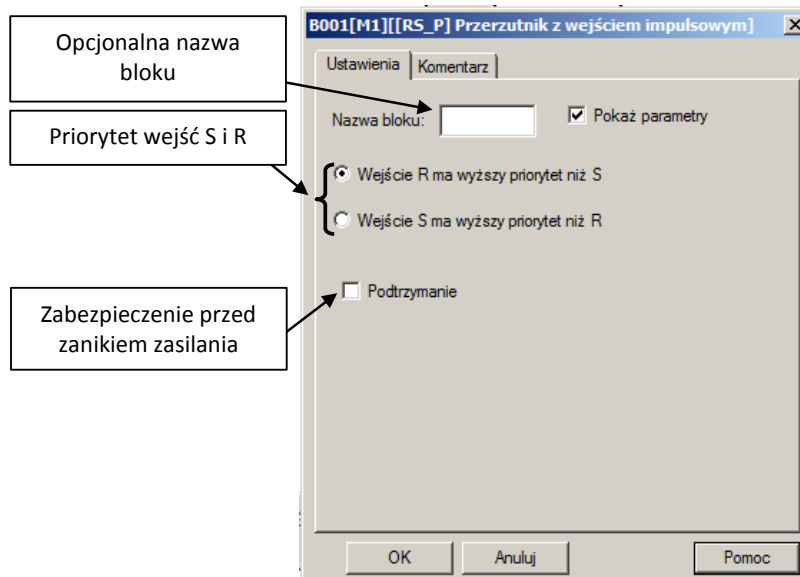 B001[M1][[RS_P] Przerzutnik z wejściem impulsowym]
Opcjonalna nazwa
bloku
Ustawienia
Komentarz
Nazwa bloku:
Pokaż parametry
Priorytet wejść S i R
Wejście R ma wyższy priorytet niż S
Wejście S ma wyższy priorytet niż R
Podtrzymanie
Zabezpieczenie przed
zanikiem zasilania
OK
Anuluj
Pomoc